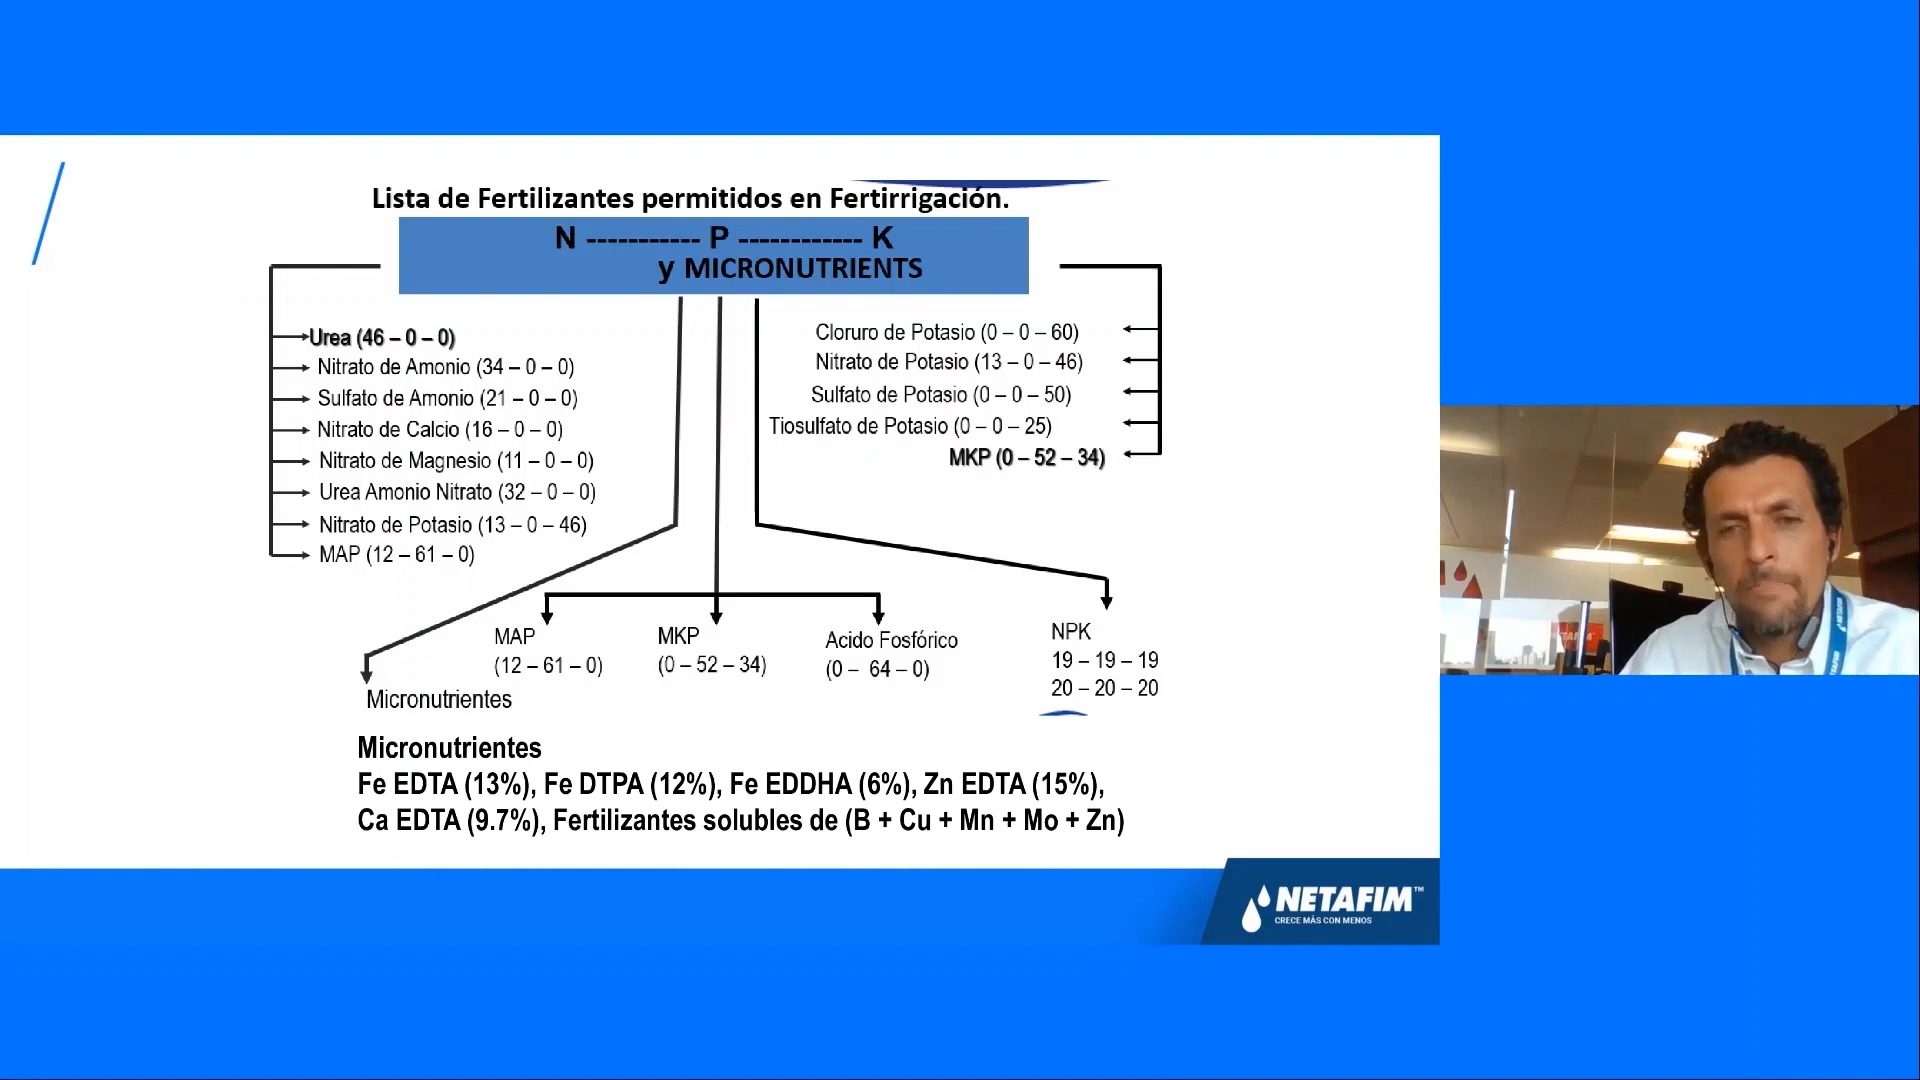 Lista de Fertilizantes permitidos en Fertirrigación.
N ----------- P ------------ K
y MICRONUTRIENTS
Urea (46 – 0 – 0)
Nitrato de Amonio (34 – 0 – 0)
Sulfato de Amonio (21 – 0 – 0)
Nitrato de Calcio (16 – 0 – 0)
Nitrato de Magnesio (11 – 0 – 0)
Urea Amonio Nitrato (32 – 0 – 0)
Nitrato de Potasio (13 – 0 – 46)
MAP (12 – 61 – 0)
Cloruro de Potasio (0 – 0 – 60)
Nitrato de Potasio (13 – 0 – 46)
Sulfato de Potasio (0 – 0 – 50)
Tiosulfato de Potasio (0 – 0 – 25)
MKP (0 – 52 – 34)
MAP
(12 – 61 – 0)
MKP
(0 – 52 – 34)
Acido Fosfórico
(0 – 64 – 0)
NPK
19 – 19 – 19
20 – 20 – 20
Micronutrientes
Micronutrientes
Fe EDTA (13%), Fe DTPA (12%), Fe EDDHA (6%), Zn EDTA (15%),
Ca EDTA (9.7%), Fertilizantes solubles de (B + Cu + Mn + Mo + Zn)
NETAFIM™
CRECE MÁS CON MENOS